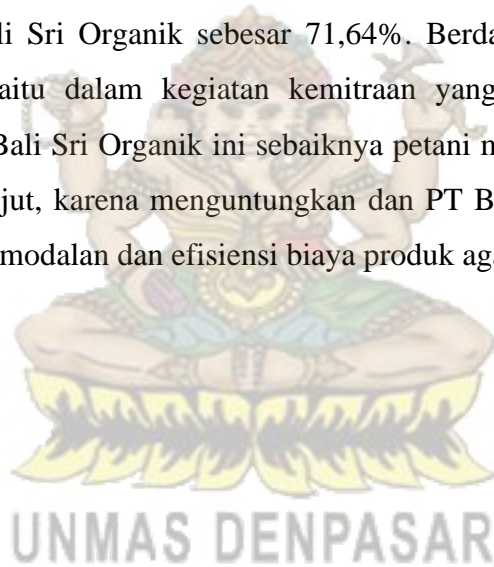 li Sri Organik sebesar 71,64%. Berda
aitu dalam kegiatan kemitraan yang
Bali Sri Organik ini sebaiknya petani
jut, karena menguntungkan dan PT B
modalan dan efisiensi biaya produk aga
UNMAS DENPASAR